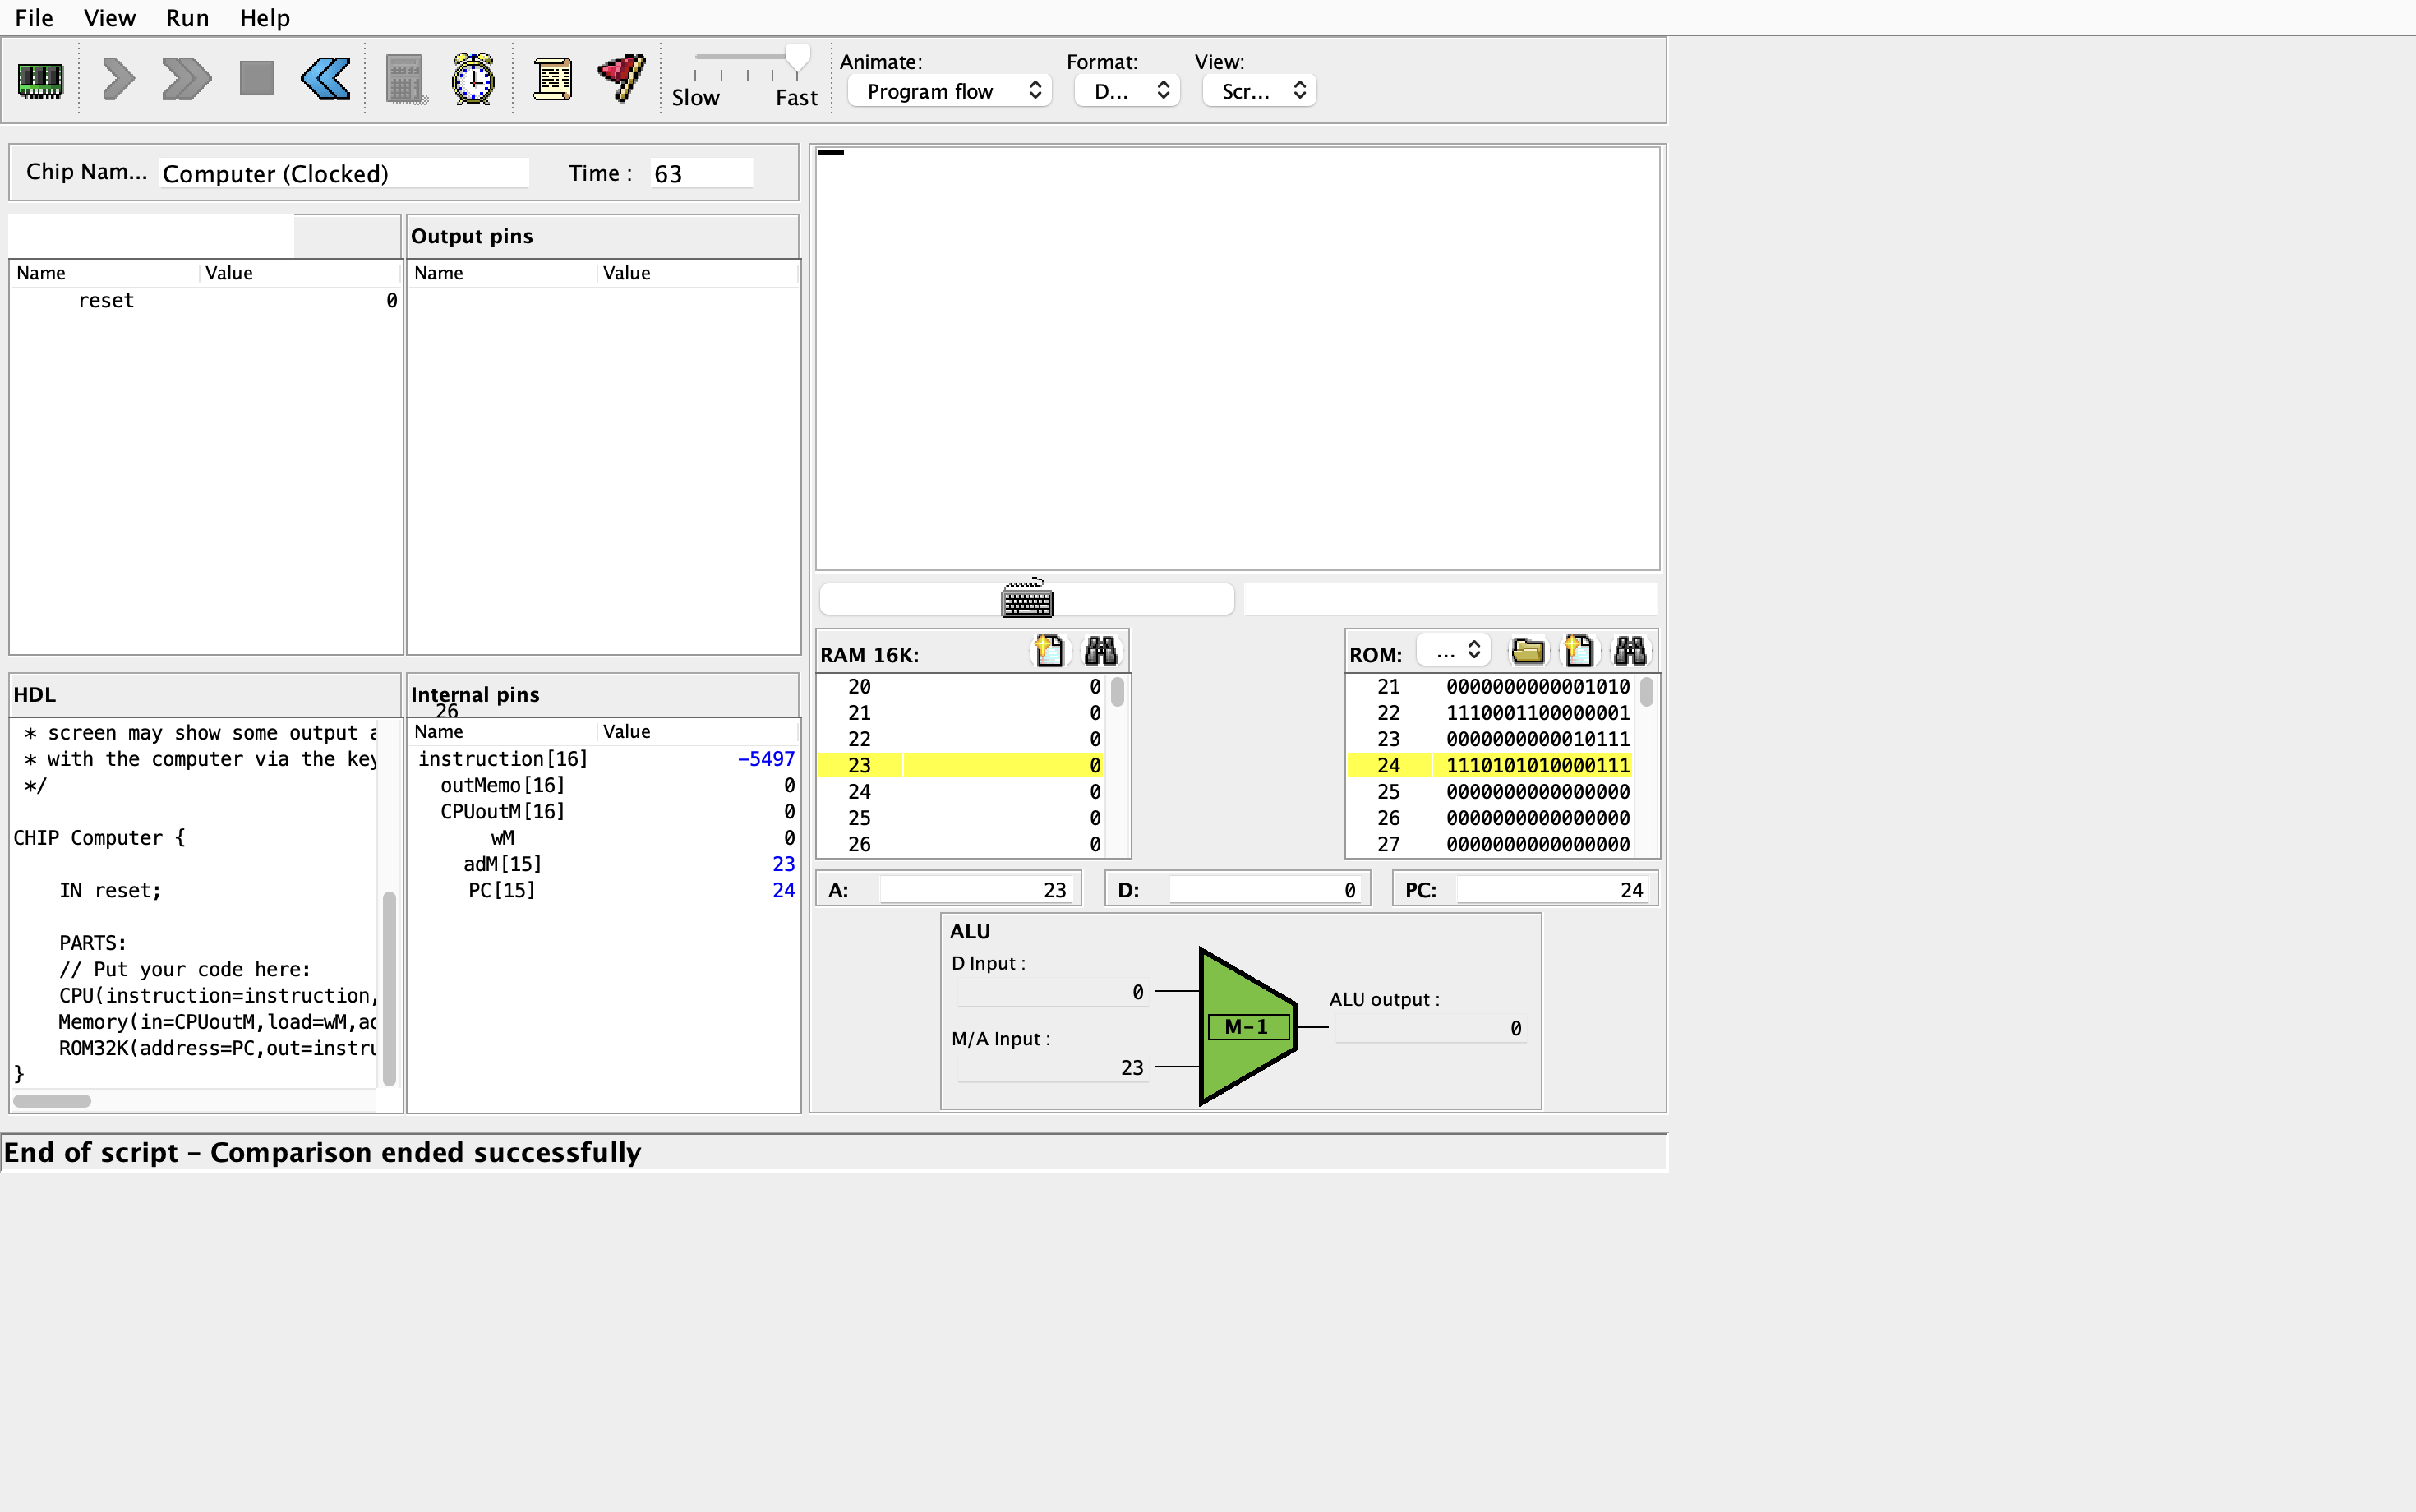 File View Run Help
Animate: Format: View:
Program flow D... Scr...
Slow Fast
Chip Nam... Computer (Clocked) Time : 63
Output pins
Name Value Name Value
reset 0
RAM 16K: ROM: ...
20 0 21 0000000000001010
21 0 22 1110001100000001
22 0 23 0000000000010111
23 0 24 1110101010000111
24 0 25 0000000000000000
25 0 26 0000000000000000
26 0 27 0000000000000000
HDL
* screen may show some output a
* with the computer via the key
*/
CHIP Computer {
IN reset;
PARTS:
// Put your code here:
CPU(instruction=instruction,
Memory(in=CPUoutM,load=wM,ad
ROM32K(address=PC,out=instru
}
Internal pins
26
Name Value
instruction[16] -5497
outMemo[16] 0
CPUoutM[16] 0
wM 0
adM[15] 23
PC[15] 24
A: 23 D: 0 PC: 24
ALU
D Input :
0
ALU output :
M-1 0
M/A Input :
23
End of script - Comparison ended successfully